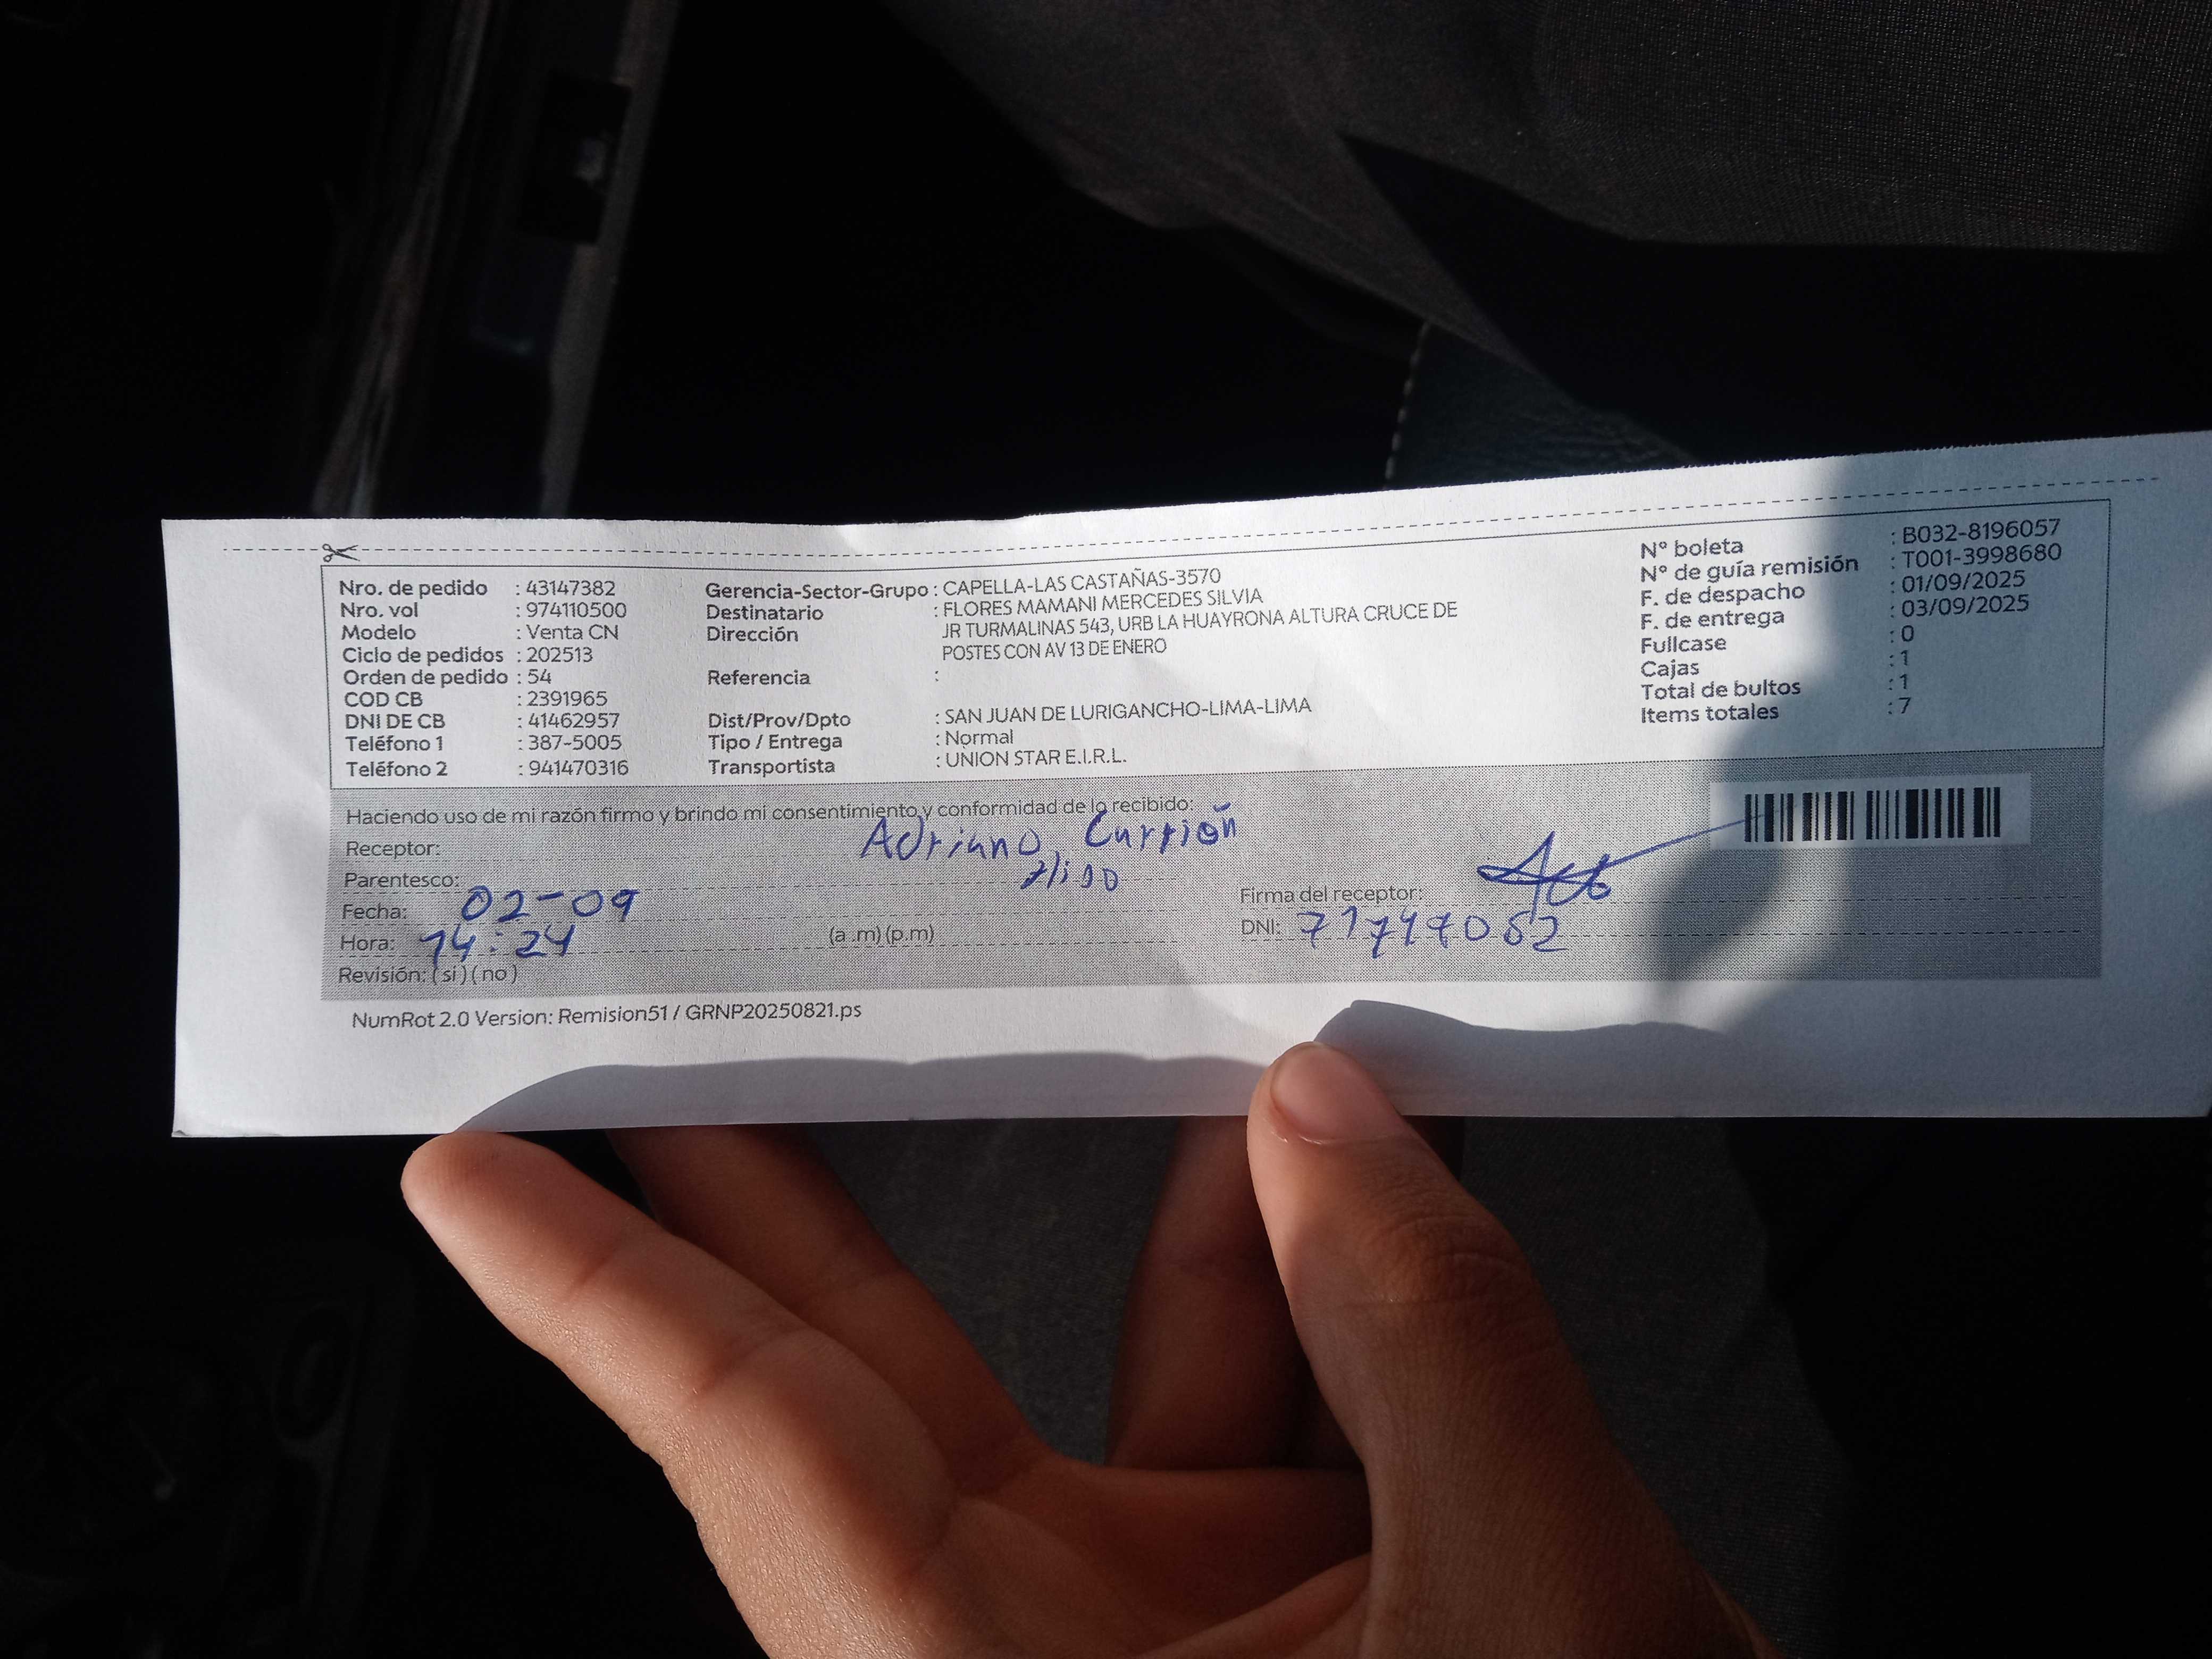 Nro. de pedido : 43147382
Nro. vol : 974110500
Modelo : Venta CN
Ciclo de pedidos : 202513
Orden de pedido : 54
COD CB : 2391965
DNI DE CB : 41462957
Teléfono 1 : 387-5005
Teléfono 2 : 941470316
Gerencia-Sector-Grupo : CAPELLA-LAS CASTAÑAS-3570
Destinatario : FLORES MAMANI MERCEDES SILVIA
Dirección JR TURMALINAS 543, URB LA HUAYRONA ALTURA CRUCE DE
POSTES CON AV 13 DE ENERO
Referencia :
Dist/Prov/Dpto : SAN JUAN DE LURIGANCHO-LIMA-LIMA
Tipo / Entrega : Normal
Transportista : UNION STAR E.I.R.L.
N° boleta : B032-8196057
N° de guía remisión : T001-3998680
F. de despacho : 01/09/2025
F. de entrega : 03/09/2025
Fullcase : 0
Cajas : 1
Total de bultos : 1
Items totales : 7
Haciendo uso de mi razón firmo y brindo mi consentimiento y conformidad de lo recibido:
Receptor: Adriano Carrión
Parentesco: Hijo
Fecha: 02-09
Hora: 14:24 (a .m) (p.m)
Revisión: ( si ) ( no )
Firma del receptor:
DNI:
NumRot 2.0 Version: Remision51 / GRNP20250821.ps